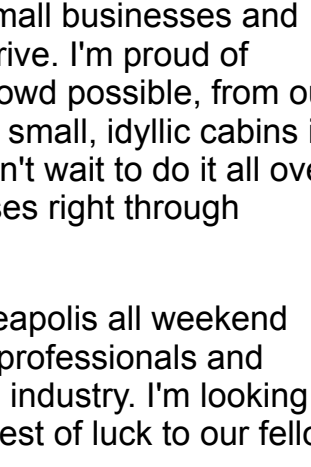 mall businesses and
rive. I'm proud of
owd possible, from ou
small, idyllic cabins i
n't wait to do it all ove
ses right through
eapolis all weekend
professionals and
industry. I'm looking
est of luck to our fello